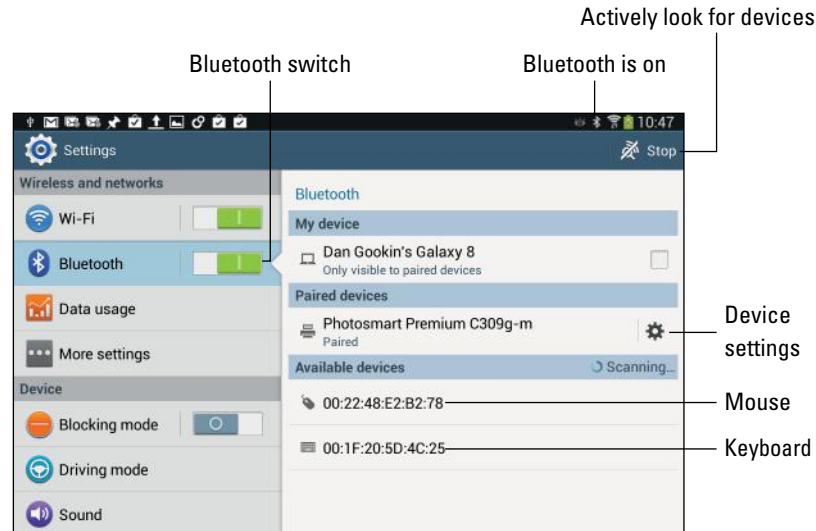 Actively look for devices
Bluetooth switch
Bluetooth is on
10:47
Settings
Stop
Wireless and networks
Wi-Fi
Bluetooth
Data usage
More settings
Device
Blocking mode
Driving mode
Sound
Bluetooth
My device
Dan Gookin's Galaxy 8
Only visible to paired devices
Paired devices
Photosmart Premium C309g-m
Paired
Available devices
Scanning...
00:22:48:E2:B2:78
00:1F:20:5D:4C:25
Device
settings
Mouse
Keyboard